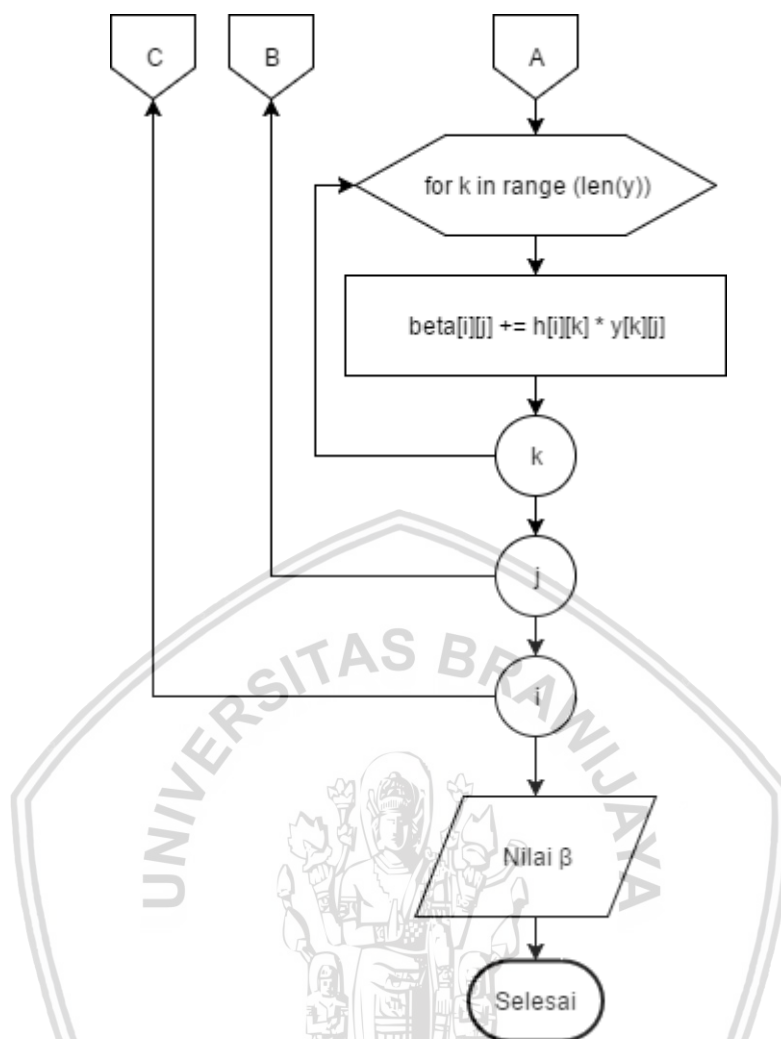 C
B
A
for k in range (len(y))
beta[i][j] += h[i][k] * y[k][j]
k
j
i
Nilai β
Selesai
UNIVERSITAS BRAWIJAYA